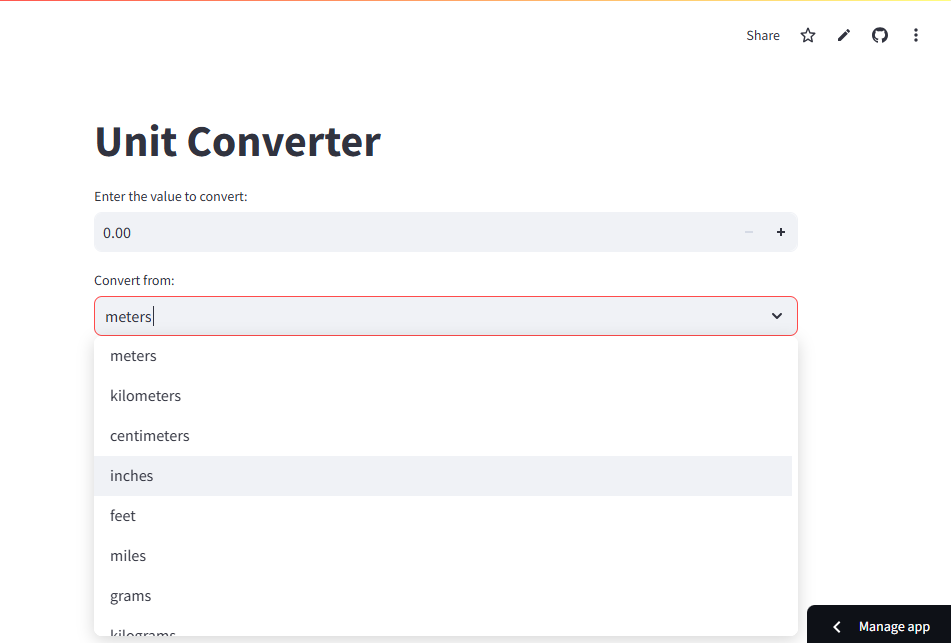 Share
Unit Converter
Enter the value to convert:
0.00
Convert from:
meters
meters
kilometers
centimeters
inches
feet
miles
grams
kilograms
Manage app